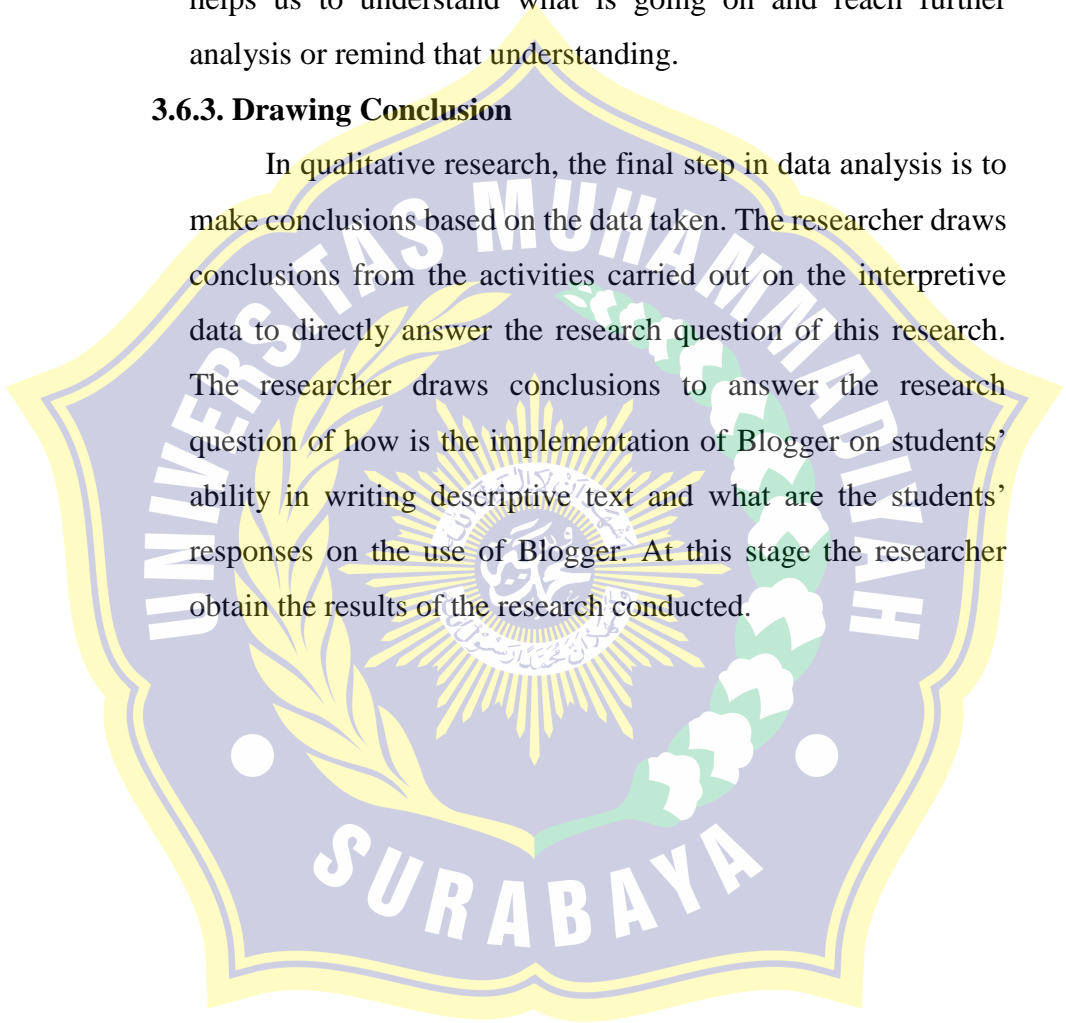 helps us to understand what is going on and reach further
analysis or remind that understanding.
3.6.3. Drawing Conclusion
In qualitative research, the final step in data analysis is to
make conclusions based on the data taken. The researcher draws
conclusions from the activities carried out on the interpretive
data to directly answer the research question of this research.
The researcher draws conclusions to answer the research
question of how is the implementation of Blogger on students’
ability in writing descriptive text and what are the students’
responses on the use of Blogger. At this stage the researcher
obtain the results of the research conducted.
UNIVERSITAS MUHAMMADIYAH
SURABAYA